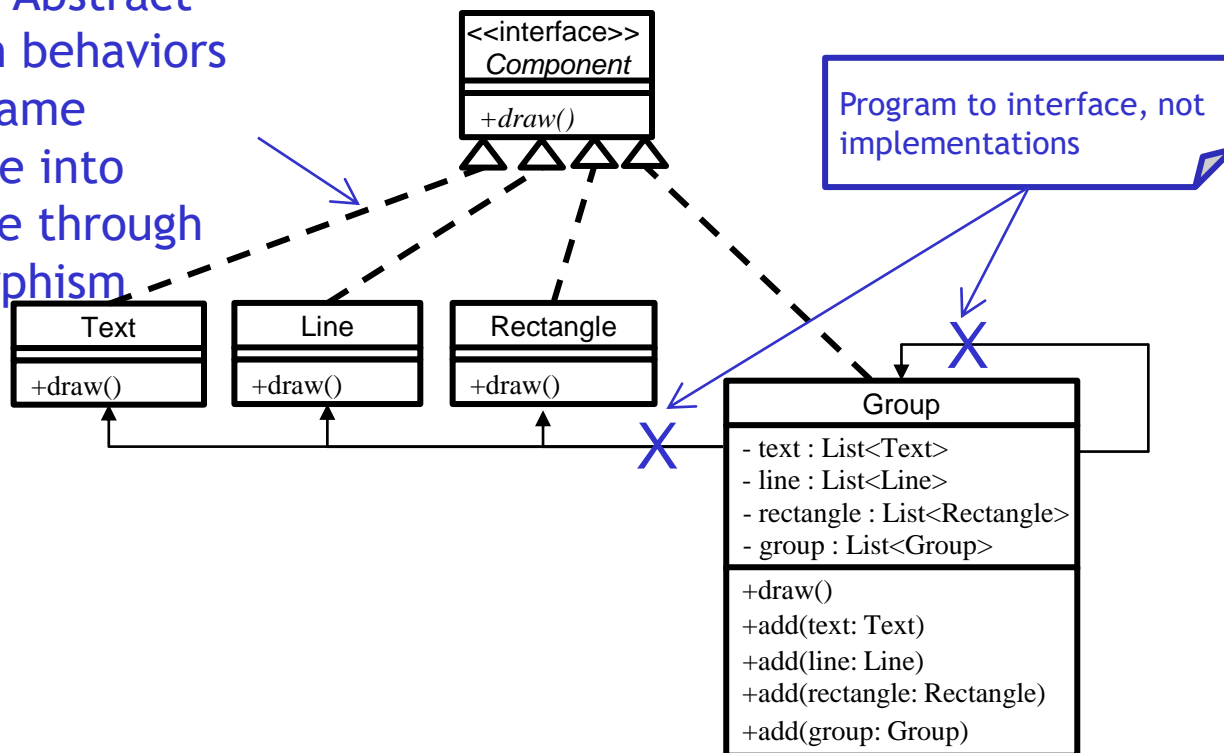 Abstract
behaviors
ame
e into
e through
phism
<<interface>>
Component
+draw()
Program to interface, not
implementations
Text
+draw()
Line
+draw()
Rectangle
+draw()
X
X
Group
- text : List<Text>
- line : List<Line>
- rectangle : List<Rectangle>
- group : List<Group>
+draw()
+add(text: Text)
+add(line: Line)
+add(rectangle: Rectangle)
+add(group: Group)